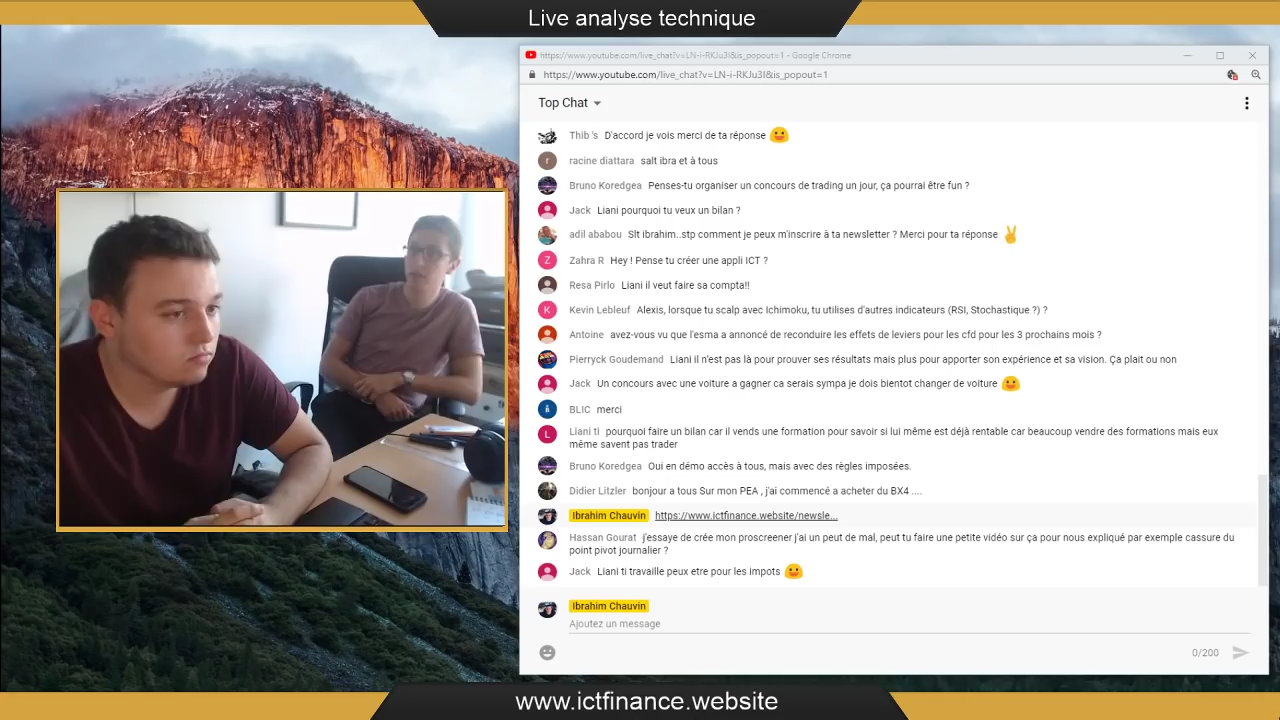 Live analyse technique
https://www.youtube.com/live_chat?v=LN-i-RKJu3I&is_popout=1 - Google Chrome
https://www.youtube.com/live_chat?v=LN-i-RKJu3I&is_popout=1
Top Chat
Thib 's D'accord je vois merci de ta réponse
r racine diattara salt ibra et à tous
Bruno Koredgea Penses-tu organiser un concours de trading un jour, ça pourrai être fun ?
Jack Liani pourquoi tu veux un bilan ?
adil ababou Slt ibrahim..stp comment je peux m'inscrire à ta newsletter ? Merci pour ta réponse
Z Zahra R Hey ! Pense tu créer une appli ICT ?
Resa Pirlo Liani il veut faire sa compta!!
K Kevin Lebleuf Alexis, lorsque tu scalp avec Ichimoku, tu utilises d'autres indicateurs (RSI, Stochastique ?) ?
Antoine avez-vous vu que l'esma a annoncé de reconduire les effets de leviers pour les cfd pour les 3 prochains mois ?
Pierryck Goudemand Liani il n'est pas là pour prouver ses résultats mais plus pour apporter son expérience et sa vision. Ça plait ou non
Jack Un concours avec une voiture a gagner ca serais sympa je dois bientot changer de voiture
BLIC merci
L Liani ti pourquoi faire un bilan car il vends une formation pour savoir si lui même est déjà rentable car beaucoup vendre des formations mais eux
même savent pas trader
Bruno Koredgea Oui en démo accès à tous, mais avec des règles imposées.
Didier Litzler bonjour a tous Sur mon PEA , j'ai commencé a acheter du BX4 ....
Ibrahim Chauvin https://www.ictfinance.website/newsle...
Hassan Gourat j'essaye de crée mon proscreener j'ai un peut de mal, peut tu faire une petite vidéo sur ça pour nous expliqué par exemple cassure du
point pivot journalier ?
Jack Liani ti travaille peux etre pour les impots
Ibrahim Chauvin
Ajoutez un message
0/200
www.ictfinance.website